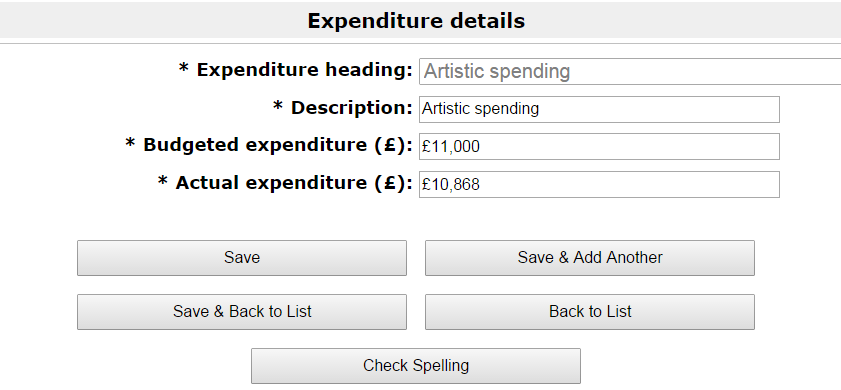 Expenditure details
* Expenditure heading: Artistic spending
* Description: Artistic spending
* Budgeted expenditure (£): £11,000
* Actual expenditure (£): £10,868
Save Save & Add Another
Save & Back to List Back to List
Check Spelling